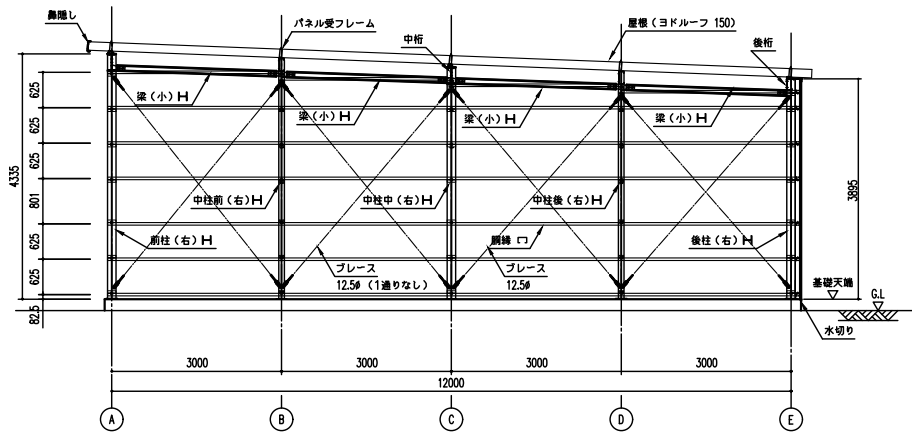 鼻隠し
パネル受フレーム
中桁
屋根（ヨドルーフ 150）
後桁
梁（小）H
梁（小）H
梁（小）H
梁（小）H
625
625
625
801
625
625
82.5
4335
3895
中柱前（右）H
中柱中（右）H
中柱後（右）H
前柱（右）H
胴縁 ロ
後柱（右）H
ブレース
12.5φ（1通りなし）
ブレース
12.5φ
基礎天端
G.L
水切り
3000
3000
3000
3000
12000
A
B
C
D
E